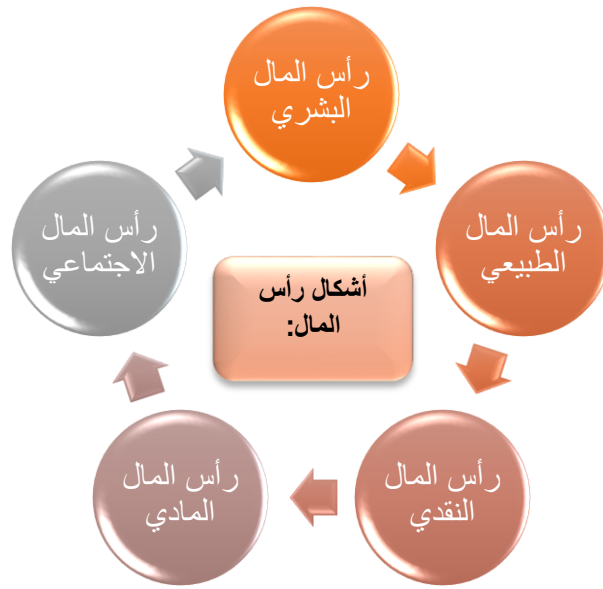 رأس المال
البشري
رأس المال
الطبيعي
رأس المال
النقدي
رأس المال
المادي
رأس المال
الاجتماعي
أشكال رأس
المال: